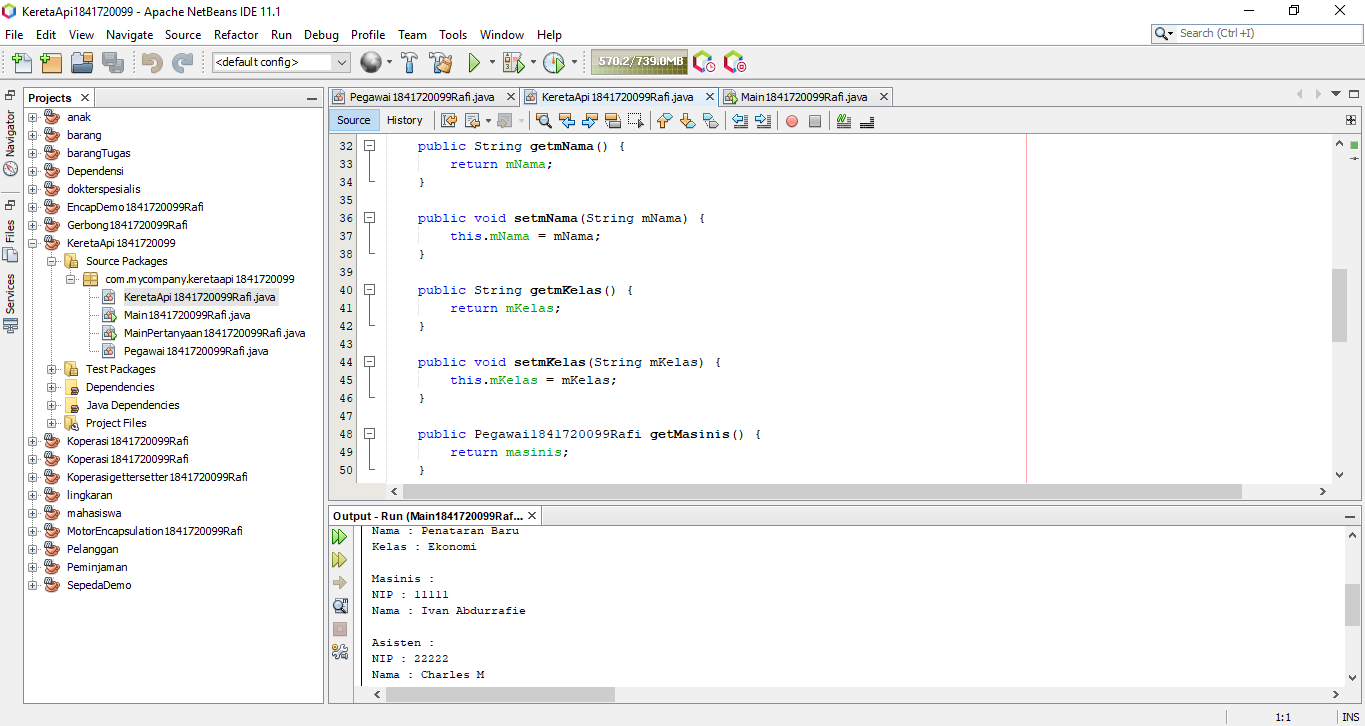 KeretaApi1841720099 - Apache NetBeans IDE 11.1
File Edit View Navigate Source Refactor Run Debug Profile Team Tools Window Help
Search (Ctrl+I)
<default config>
570.2/739.0MB
Projects
Navigator
Files
Services
anak
barang
barangTugas
Dependensi
dokterspesialis
EncapDemo1841720099Rafi
Gerbong1841720099Rafi
KeretaApi1841720099
Source Packages
com.mycompany.keretaapi1841720099
KeretaApi1841720099Rafi.java
Main1841720099Rafi.java
MainPertanyaan1841720099Rafi.java
Pegawai1841720099Rafi.java
Test Packages
Dependencies
Java Dependencies
Project Files
Koperasi1841720099Rafi
Koperasi1841720099Rafi
Koperasigettersetter1841720099Rafi
lingkaran
mahasiswa
MotorEncapsulation1841720099Rafi
Pelanggan
Peminjaman
SepedaDemo
Pegawai1841720099Rafi.java KeretaApi1841720099Rafi.java Main1841720099Rafi.java
Source History
32 public String getmNama() {
33 return mNama;
34 }
35
36 public void setmNama(String mNama) {
37 this.mNama = mNama;
38 }
39
40 public String getmKelas() {
41 return mKelas;
42 }
43
44 public void setmKelas(String mKelas) {
45 this.mKelas = mKelas;
46 }
47
48 public Pegawai1841720099Rafi getMasinis() {
49 return masinis;
50 }
Output - Run (Main1841720099Raf...
Nama : Penataran Baru
Kelas : Ekonomi
Masinis :
NIP : 11111
Nama : Ivan Abdurrafie
Asisten :
NIP : 22222
Nama : Charles M
1:1 INS